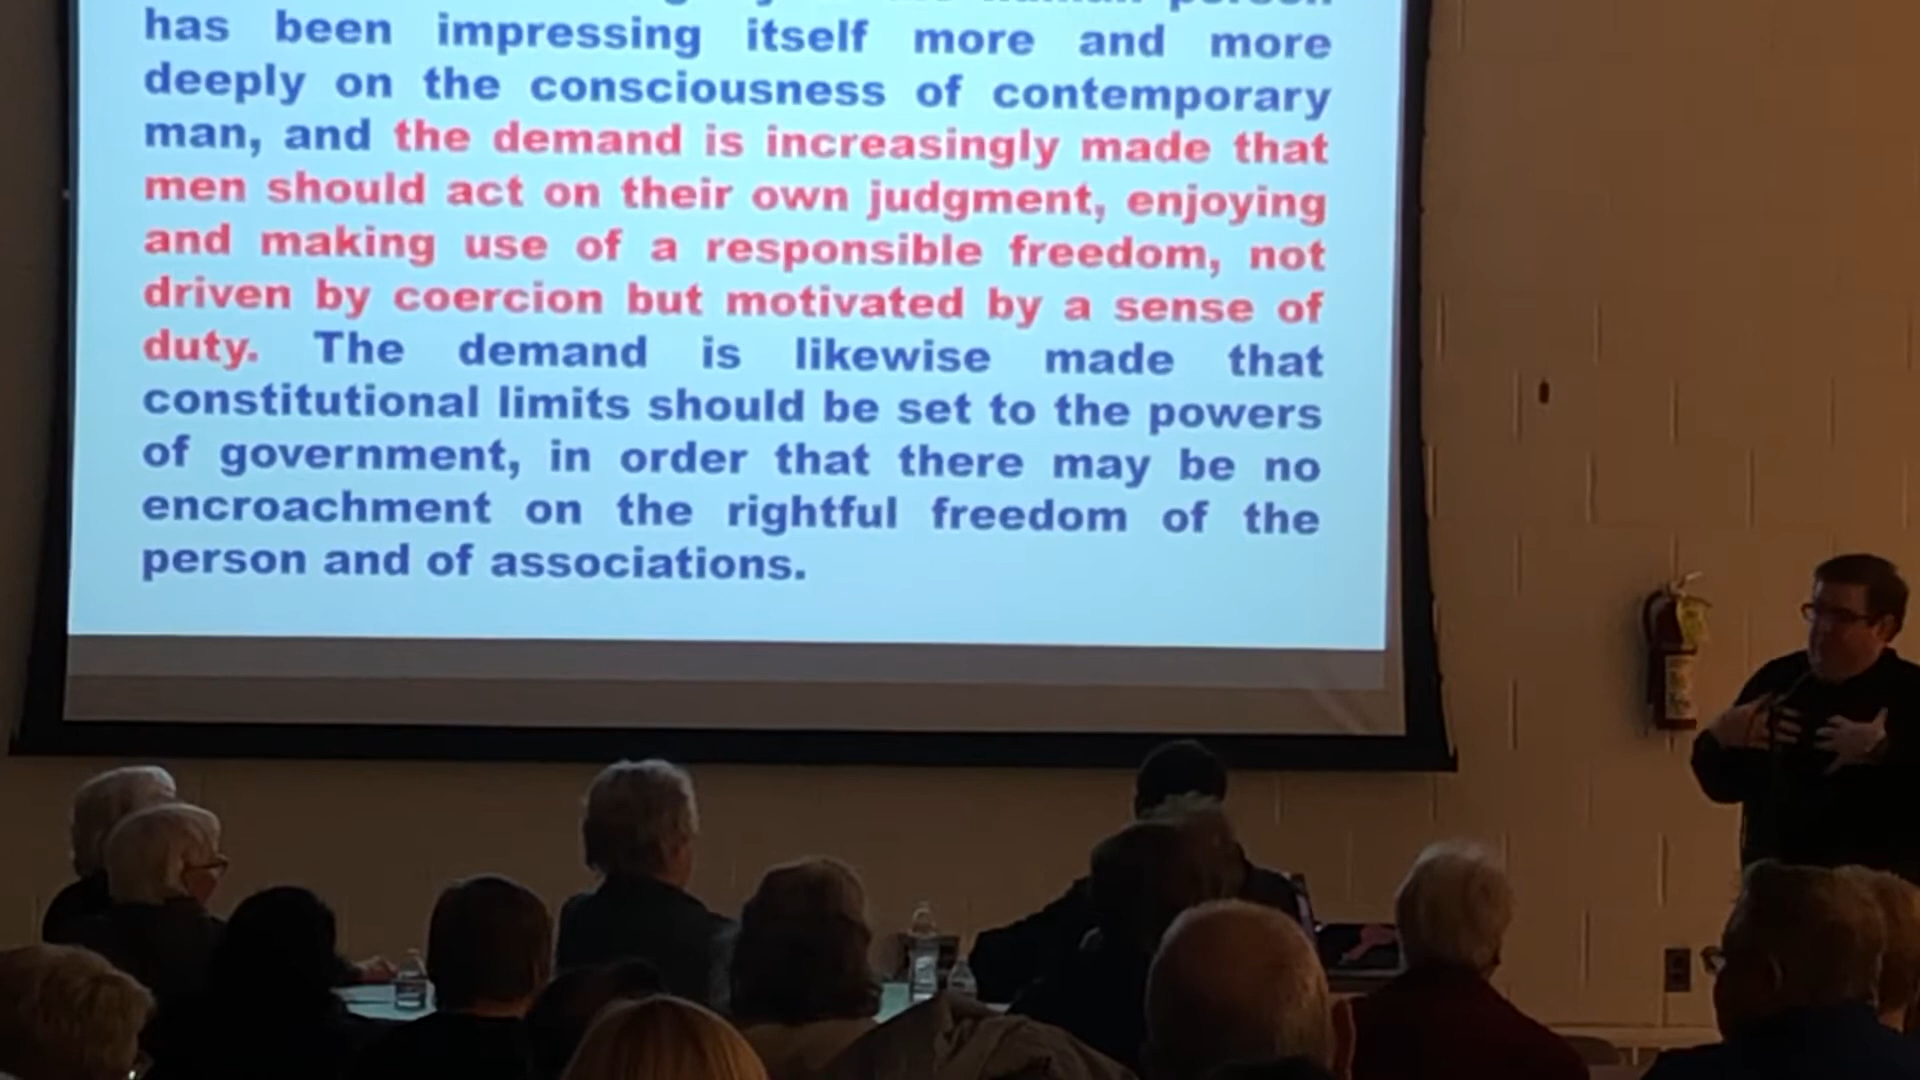 human person
has been impressing itself more and more
deeply on the consciousness of contemporary
man, and the demand is increasingly made that
men should act on their own judgment, enjoying
and making use of a responsible freedom, not
driven by coercion but motivated by a sense of
duty. The demand is likewise made that
constitutional limits should be set to the powers
of government, in order that there may be no
encroachment on the rightful freedom of the
person and of associations.